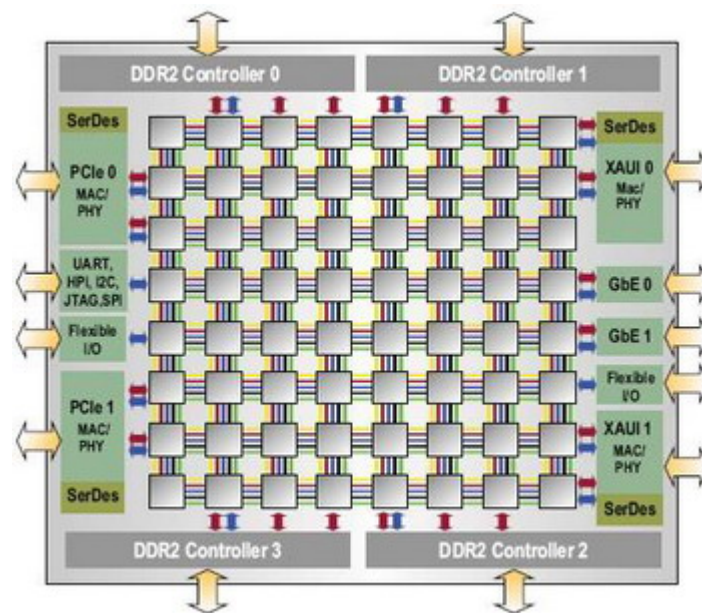 DDR2 Controller 0
DDR2 Controller 1
SerDes
PCIe 0
MAC/
PHY
UART,
HPI, I2C,
JTAG,SPI
Flexible
I/O
PCIe 1
MAC/
PHY
SerDes
SerDes
XAUI 0
Mac/
PHY
GbE 0
GbE 1
Flexible
I/O
XAUI 1
MAC/
PHY
SerDes
DDR2 Controller 3
DDR2 Controller 2